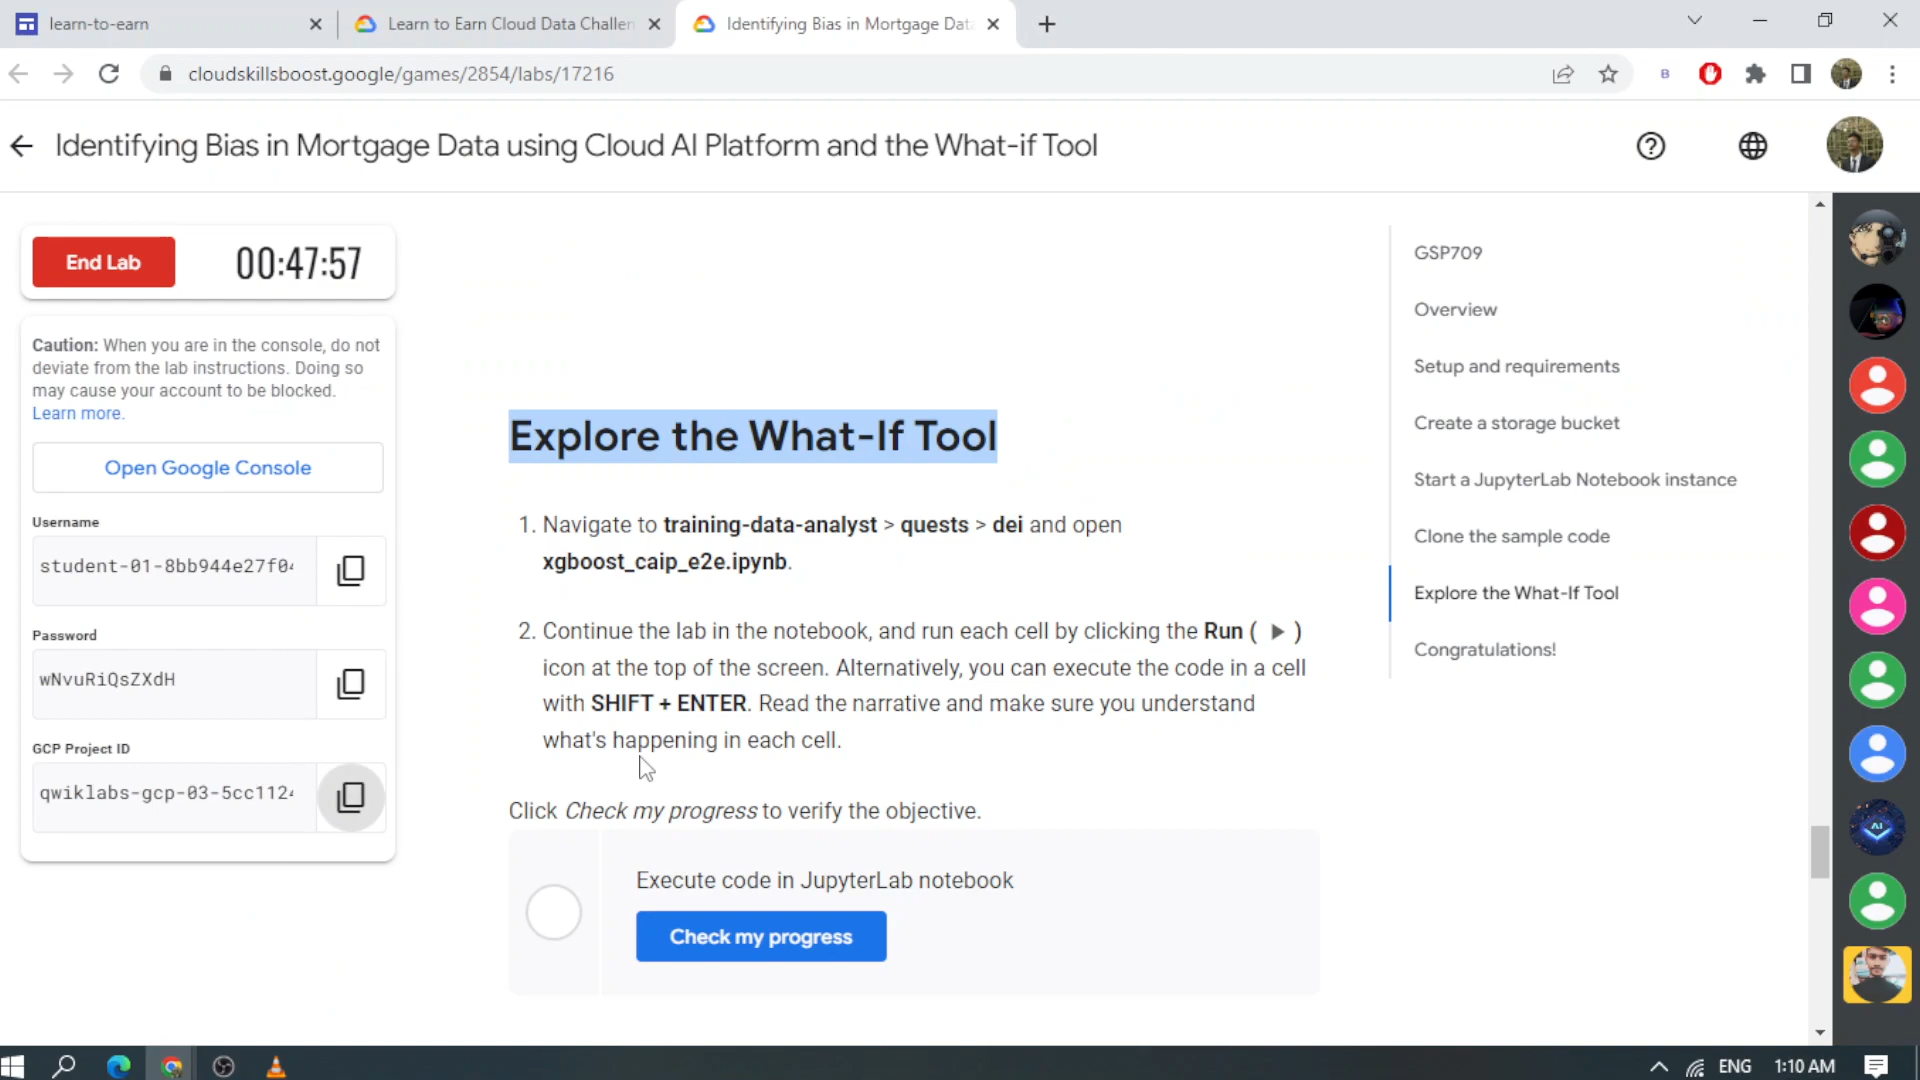 learn-to-earn
Learn to Earn Cloud Data Challen
Identifying Bias in Mortgage Data
cloudskillsboost.google/games/2854/labs/17216
B
Identifying Bias in Mortgage Data using Cloud AI Platform and the What-if Tool
End Lab
00:47:57
Caution: When you are in the console, do not
deviate from the lab instructions. Doing so
may cause your account to be blocked.
Learn more.
Open Google Console
Username
student-01-8bb944e27f04
Password
wNvuRiQsZXdH
GCP Project ID
qwiklabs-gcp-03-5cc1124
Explore the What-If Tool
1. Navigate to training-data-analyst > quests > dei and open
xgboost_caip_e2e.ipynb.
2. Continue the lab in the notebook, and run each cell by clicking the Run ( ▶ )
icon at the top of the screen. Alternatively, you can execute the code in a cell
with SHIFT + ENTER. Read the narrative and make sure you understand
what's happening in each cell.
Click Check my progress to verify the objective.
Execute code in JupyterLab notebook
Check my progress
GSP709
Overview
Setup and requirements
Create a storage bucket
Start a JupyterLab Notebook instance
Clone the sample code
Explore the What-If Tool
Congratulations!
AI
ENG
1:10 AM